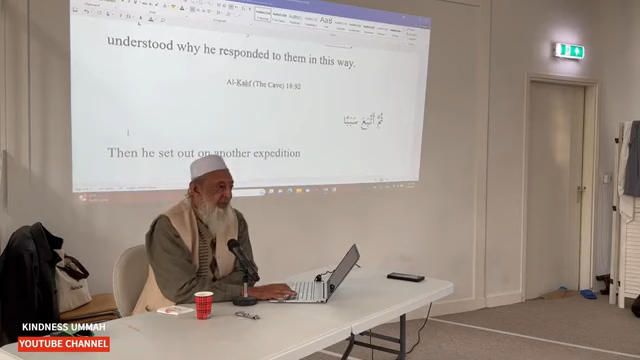 understood why he responded to them in this way.
Al-Kahf (The Cave) 18:92
ثُمَّ أَتْبَعَ سَبَبًا
Then he set out on another expedition
KINDNESS UMMAH
YOUTUBE CHANNEL